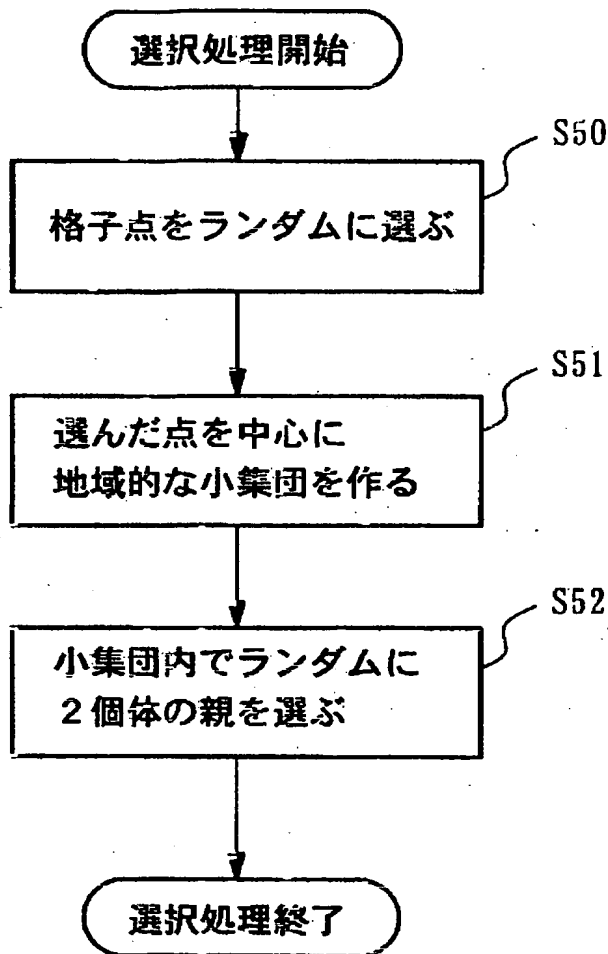 選択処理開始
S50
格子点をランダムに選ぶ
S51
選んだ点を中心に
地域的な小集団を作る
S52
小集団内でランダムに
2個体の親を選ぶ
選択処理終了